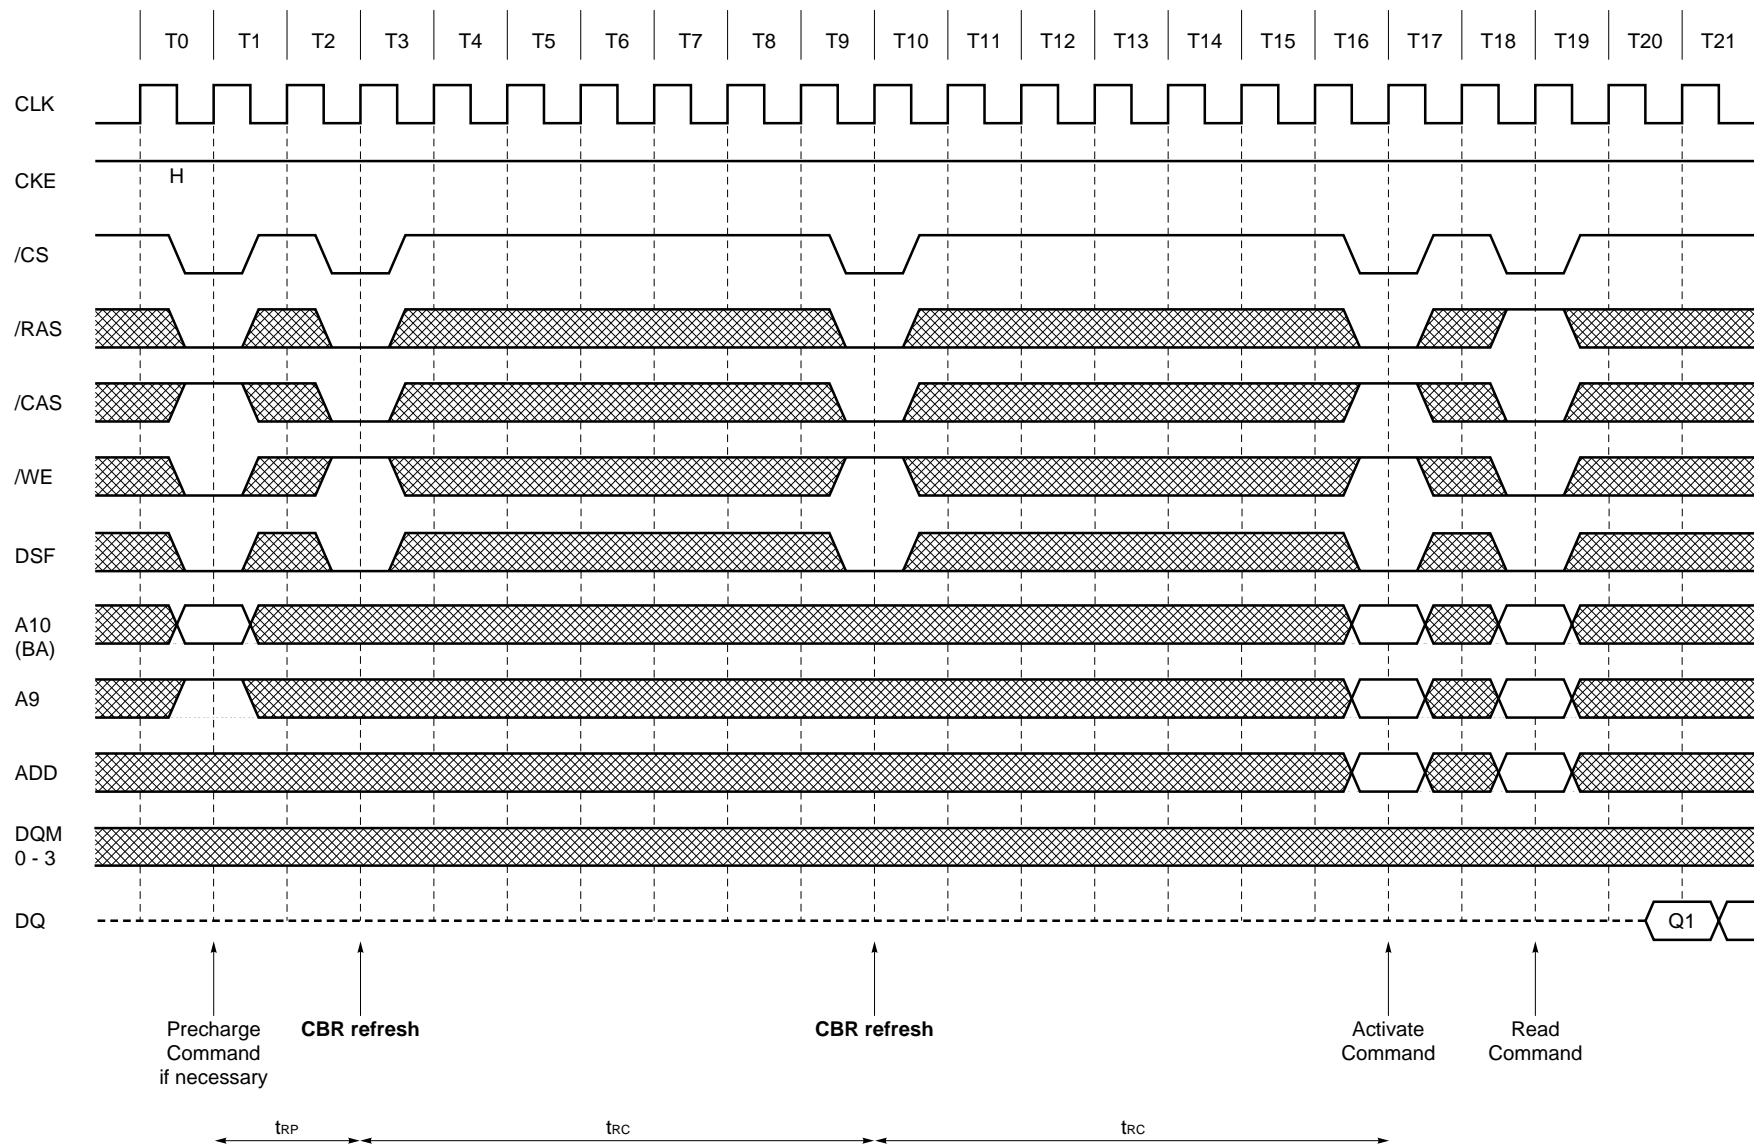 T0 T1 T2 T3 T4 T5 T6 T7 T8 T9 T10 T11 T12 T13 T14 T15 T16 T17 T18 T19 T20 T21
CLK
CKE
H
/CS
/RAS
/CAS
/WE
DSF
A10
(BA)
A9
ADD
DQM
0 - 3
DQ
Q1
Precharge
Command
if necessary
CBR refresh
CBR refresh
Activate
Command
Read
Command
tRP
tRC
tRC